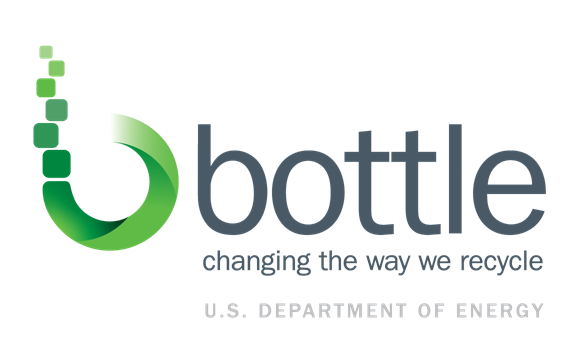 bottle
changing the way we recycle
U.S. DEPARTMENT OF ENERGY